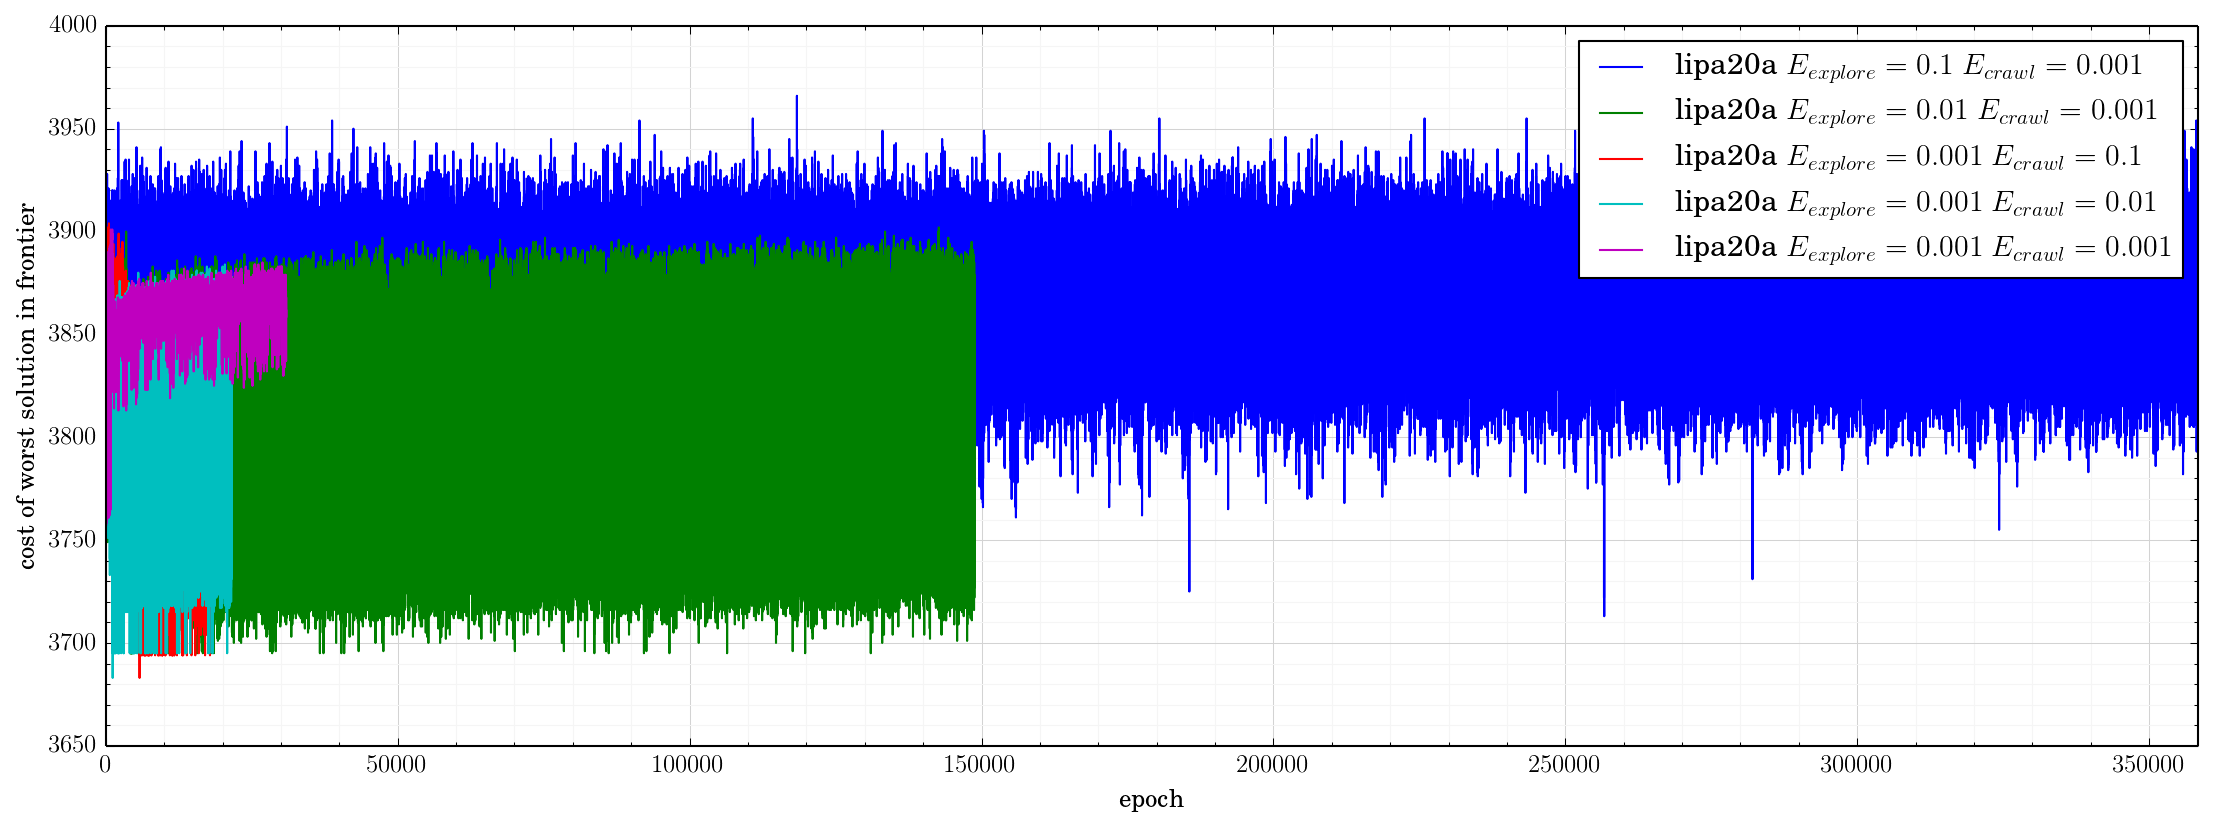 4000
3950
3900
3850
3800
3750
3700
3650
cost of worst solution in frontier
0 50000 100000 150000 200000 250000 300000 350000
epoch
lipa20a E_explore = 0.1 E_crawl = 0.001
lipa20a E_explore = 0.01 E_crawl = 0.001
lipa20a E_explore = 0.001 E_crawl = 0.1
lipa20a E_explore = 0.001 E_crawl = 0.01
lipa20a E_explore = 0.001 E_crawl = 0.001